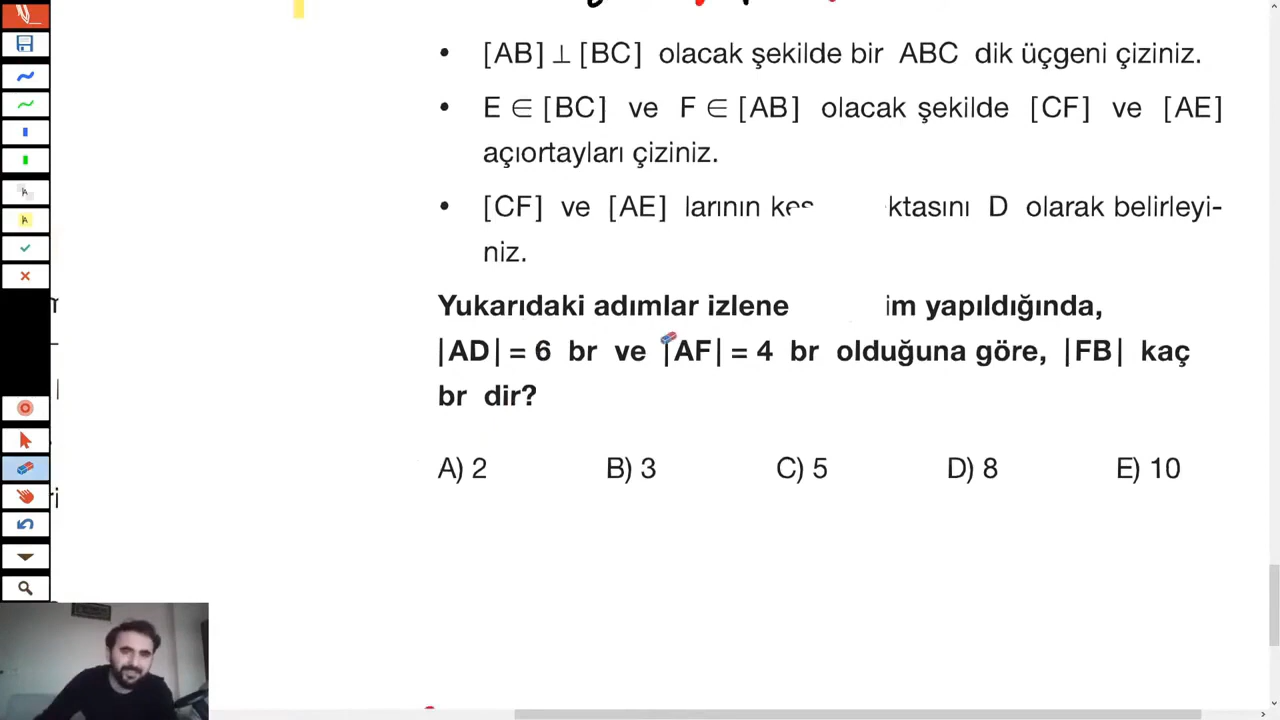 • [AB] ⊥ [BC] olacak şekilde bir ABC dik üçgeni çiziniz.
• E ∈ [BC] ve F ∈ [AB] olacak şekilde [CF] ve [AE]
açıortayları çiziniz.
• [CF] ve [AE] larının ktasını D olarak belirleyi-
niz.
Yukarıdaki adımlar izlene im yapıldığında,
|AD| = 6 br ve |AF| = 4 br olduğuna göre, |FB| kaç
br dir?
A) 2 B) 3 C) 5 D) 8 E) 10